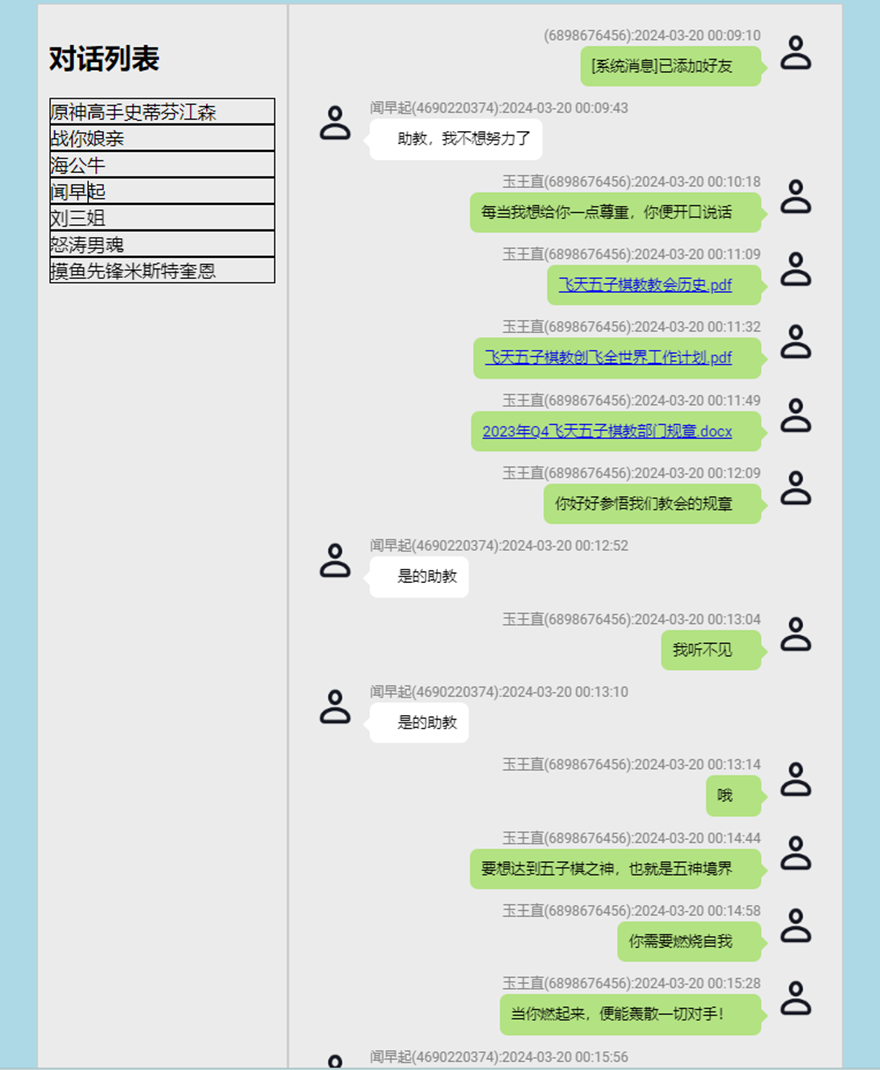 对话列表
原神高手史蒂芬江森
战你娘亲
海公牛
闻早起
刘三姐
怒涛男魂
摸鱼先锋米斯特奎恩
(6898676456):2024-03-20 00:09:10
[系统消息]已添加好友
闻早起(4690220374):2024-03-20 00:09:43
助教，我不想努力了
玉王直(6898676456):2024-03-20 00:10:18
每当我想给你一点尊重，你便开口说话
玉王直(6898676456):2024-03-20 00:11:09
飞天五子棋教教会历史.pdf
玉王直(6898676456):2024-03-20 00:11:32
飞天五子棋教创飞全世界工作计划.pdf
玉王直(6898676456):2024-03-20 00:11:49
2023年Q4飞天五子棋教部门规章.docx
玉王直(6898676456):2024-03-20 00:12:09
你好好参悟我们教会的规章
闻早起(4690220374):2024-03-20 00:12:52
是的助教
玉王直(6898676456):2024-03-20 00:13:04
我听不见
闻早起(4690220374):2024-03-20 00:13:10
是的助教
玉王直(6898676456):2024-03-20 00:13:14
哦
玉王直(6898676456):2024-03-20 00:14:44
要想达到五子棋之神，也就是五神境界
玉王直(6898676456):2024-03-20 00:14:58
你需要燃烧自我
玉王直(6898676456):2024-03-20 00:15:28
当你燃起来，便能轰散一切对手！
闻早起(4690220374):2024-03-20 00:15:56